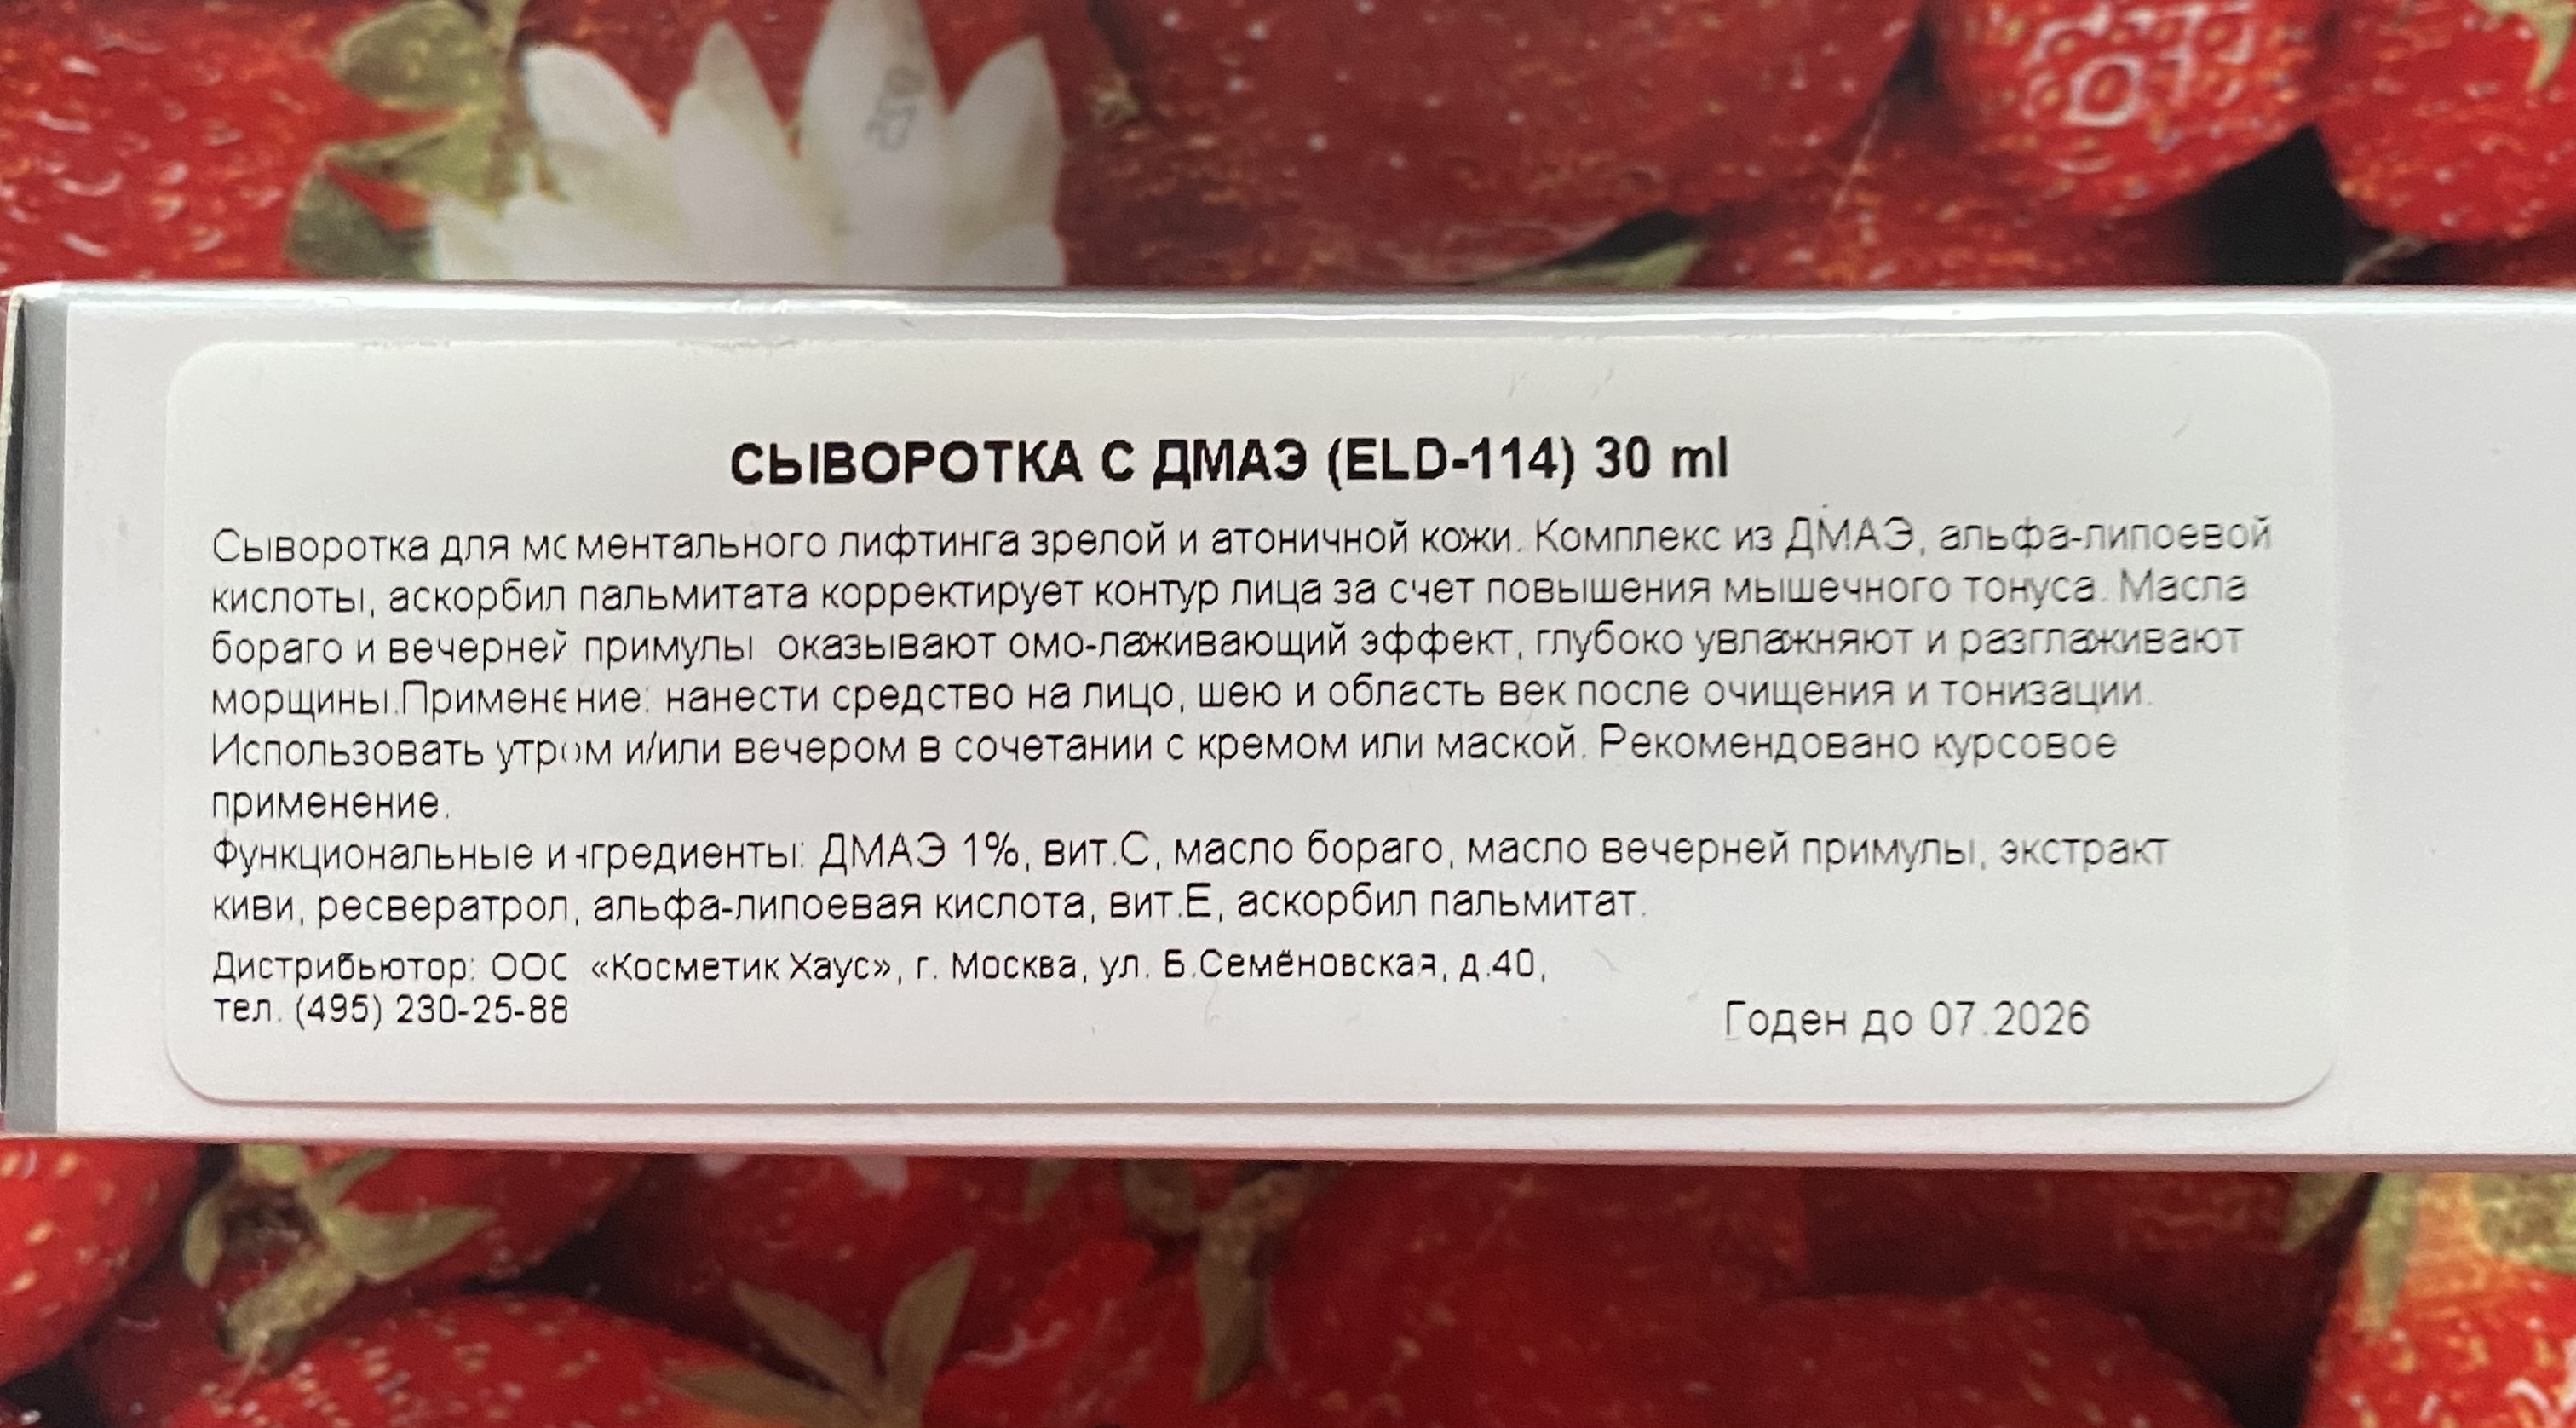 СЫВОРОТКА С ДМАЭ (ELD-114) 30 ml
Сыворотка для моментального лифтинга зрелой и атоничной кожи. Комплекс из ДМАЭ, альфа-липоевой
кислоты, аскорбил пальмитата корректирует контур лица за счет повышения мышечного тонуса. Масла
бораго и вечерней примулы оказывают омо-лаживающий эффект, глубоко увлажняют и разглаживают
морщины.Применение: нанести средство на лицо, шею и область век после очищения и тонизации.
Использовать утром и/или вечером в сочетании с кремом или маской. Рекомендовано курсовое
применение.
Функциональные ингредиенты: ДМАЭ 1%, вит.С, масло бораго, масло вечерней примулы, экстракт
киви, ресвератрол, альфа-липоевая кислота, вит.Е, аскорбил пальмитат.
Дистрибьютор: ООО «Косметик Хаус», г. Москва, ул. Б.Семёновская, д.40,
тел. (495) 230-25-88
Годен до 07.2026